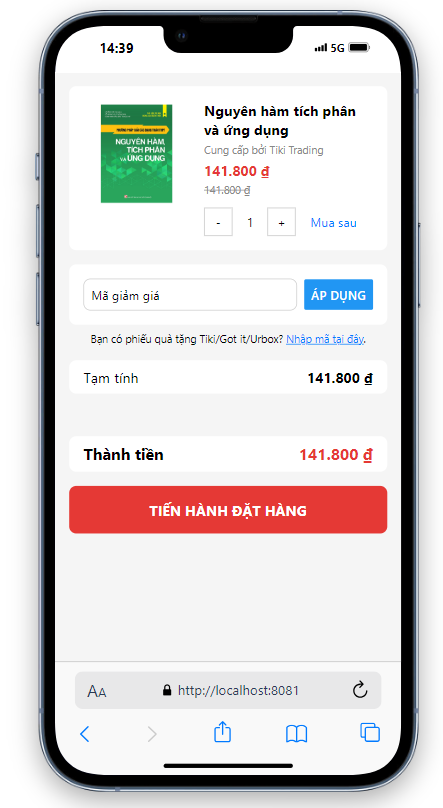 14:39
5G
PHƯƠNG PHÁP
NGUYÊN HÀM,
TÍCH PHÂN
VÀ ỨNG DỤNG
Nguyên hàm tích phân
và ứng dụng
Cung cấp bởi Tiki Trading
141.800 ₫
141.800 ₫
- 1 + Mua sau
Mã giảm giá ÁP DỤNG
Bạn có phiếu quà tặng Tiki/Got it/Urbox? Nhập mã tại đây.
Tạm tính 141.800 ₫
Thành tiền 141.800 ₫
TIẾN HÀNH ĐẶT HÀNG
AA http://localhost:8081